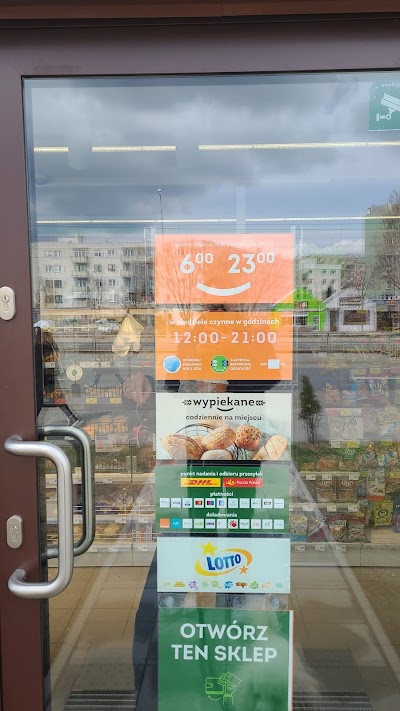 6⁰⁰ 23⁰⁰
w niedziele czynne w godzinach
12:00-21:00
wypiekane
codziennie na miejscu
punkt nadania i odbioru przesyłek
DHL Poczta Polska
płatności
doładowania
LOTTO
OTWÓRZ
TEN SKLEP